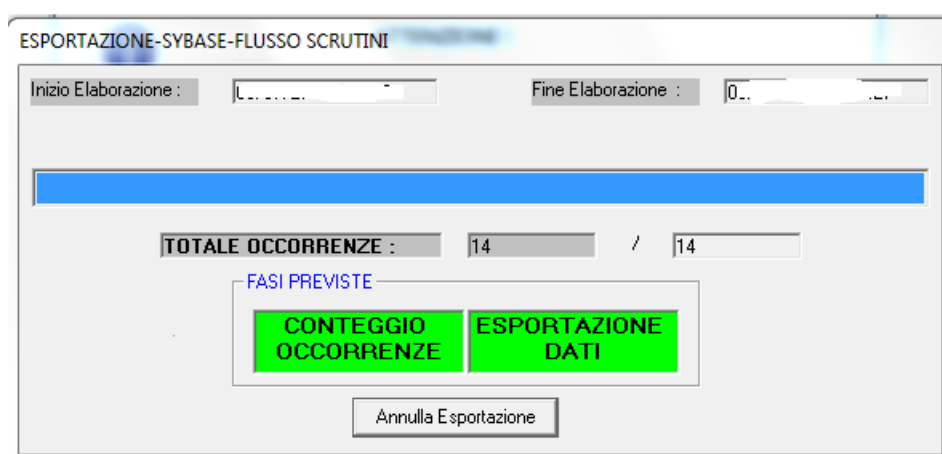 ESPORTAZIONE-SYBASE-FLUSSO SCRUTINI
Inizio Elaborazione :
Fine Elaborazione :
TOTALE OCCORRENZE : 14 / 14
FASI PREVISTE
CONTEGGIO OCCORRENZE
ESPORTAZIONE DATI
Annulla Esportazione